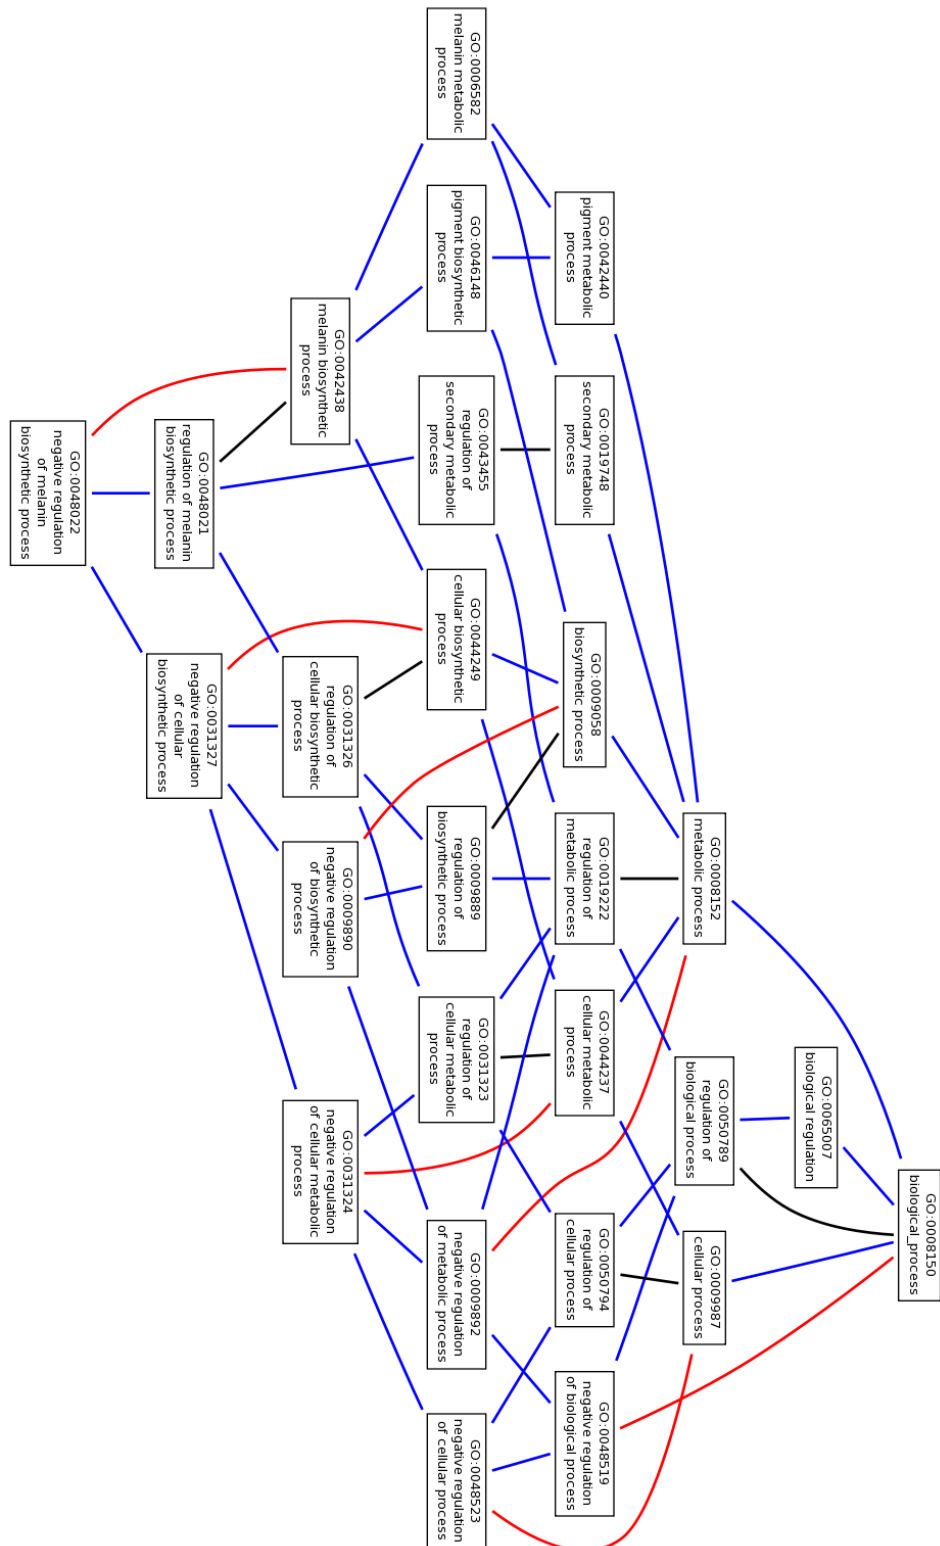 GO:0008150
biological_process
GO:0065007
biological regulation
GO:0008152
metabolic process
GO:0050789
regulation of
biological process
GO:0009987
cellular process
GO:0042440
pigment metabolic
process
GO:0019748
secondary metabolic
process
GO:0009058
biosynthetic process
GO:0019222
regulation of
metabolic process
GO:0044237
cellular metabolic
process
GO:0050794
regulation of
cellular process
GO:0048519
negative regulation
of biological process
GO:0006582
melanin metabolic
process
GO:0046148
pigment biosynthetic
process
GO:0043455
regulation of
secondary metabolic
process
GO:0044249
cellular biosynthetic
process
GO:0009889
regulation of
biosynthetic process
GO:0031323
regulation of
cellular metabolic
process
GO:0009892
negative regulation
of metabolic process
GO:0048523
negative regulation
of cellular process
GO:0042438
melanin biosynthetic
process
GO:0031326
regulation of
cellular biosynthetic
process
GO:0009890
negative regulation
of biosynthetic
process
GO:0031324
negative regulation
of cellular metabolic
process
GO:0048021
regulation of melanin
biosynthetic process
GO:0031327
negative regulation
of cellular
biosynthetic process
GO:0048022
negative regulation
of melanin
biosynthetic process